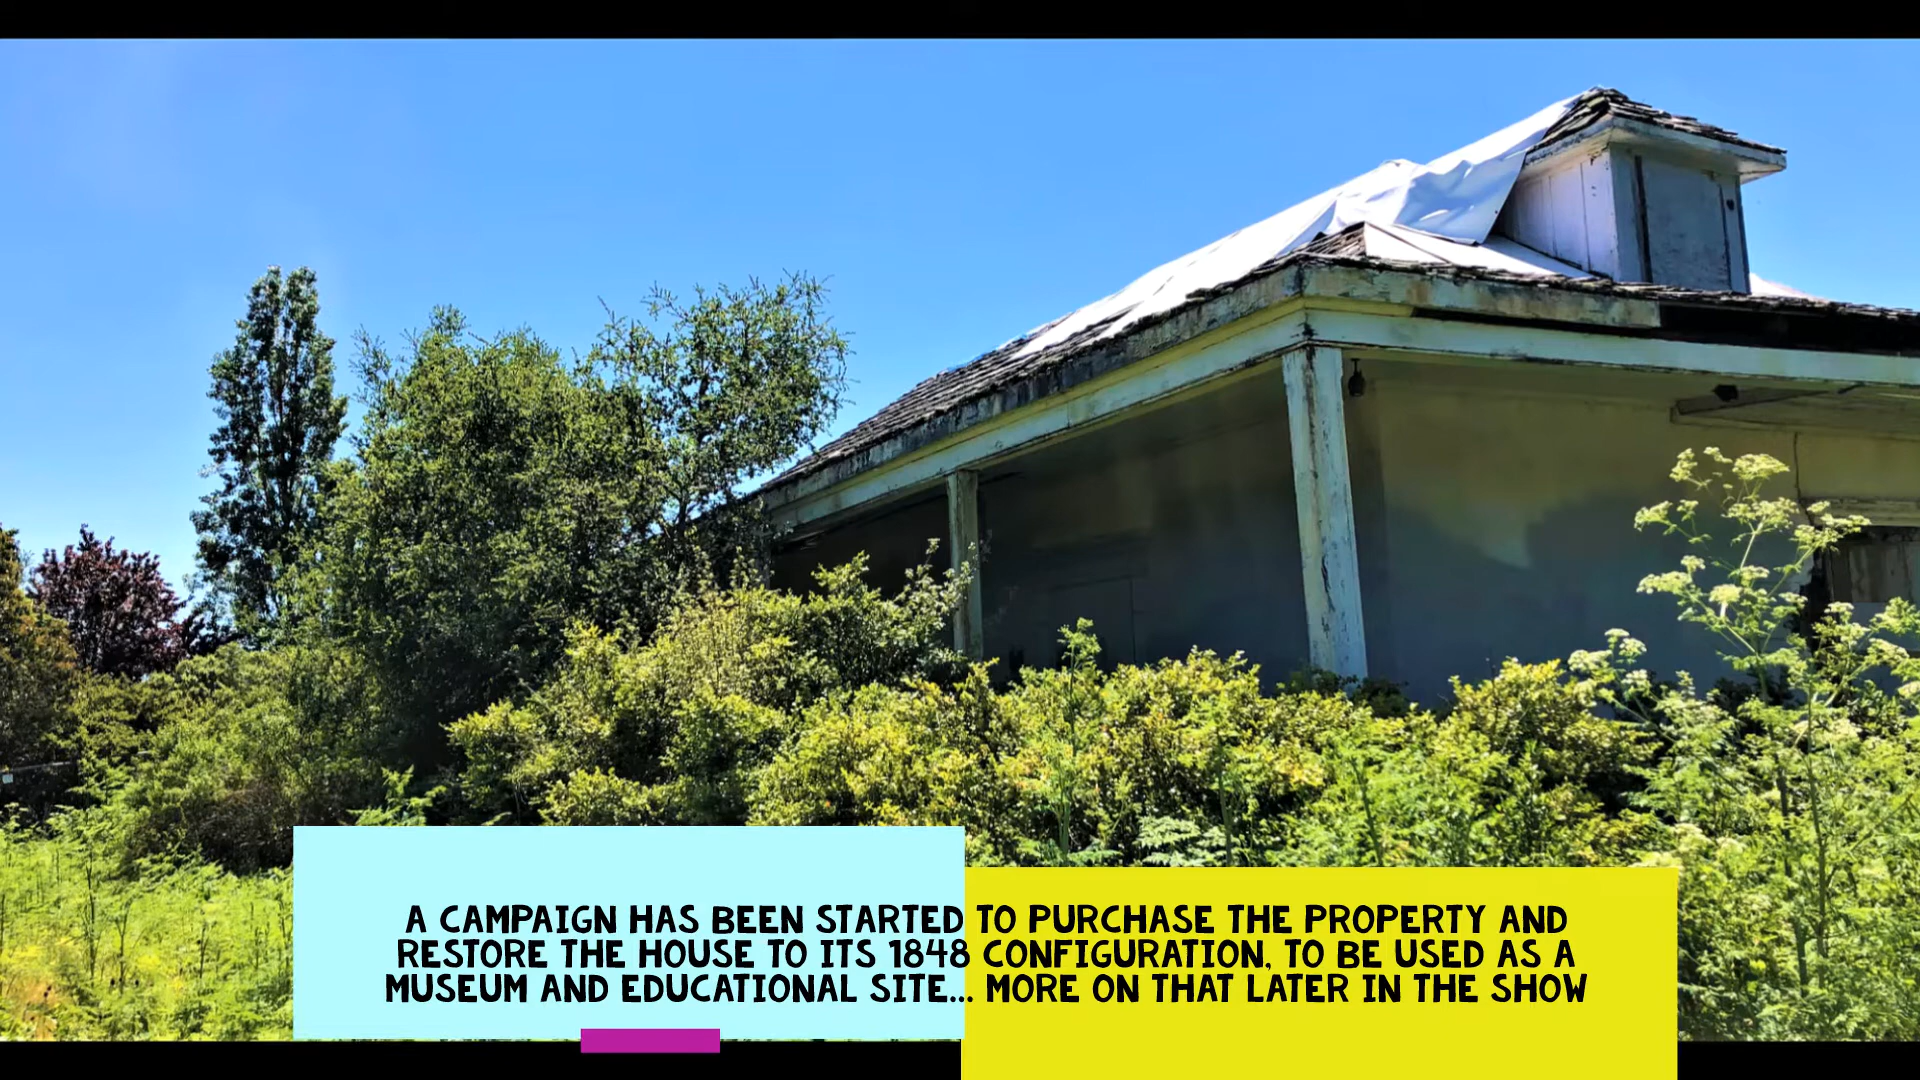 A CAMPAIGN HAS BEEN STARTED TO PURCHASE THE PROPERTY AND
RESTORE THE HOUSE TO ITS 1848 CONFIGURATION, TO BE USED AS A
MUSEUM AND EDUCATIONAL SITE... MORE ON THAT LATER IN THE SHOW